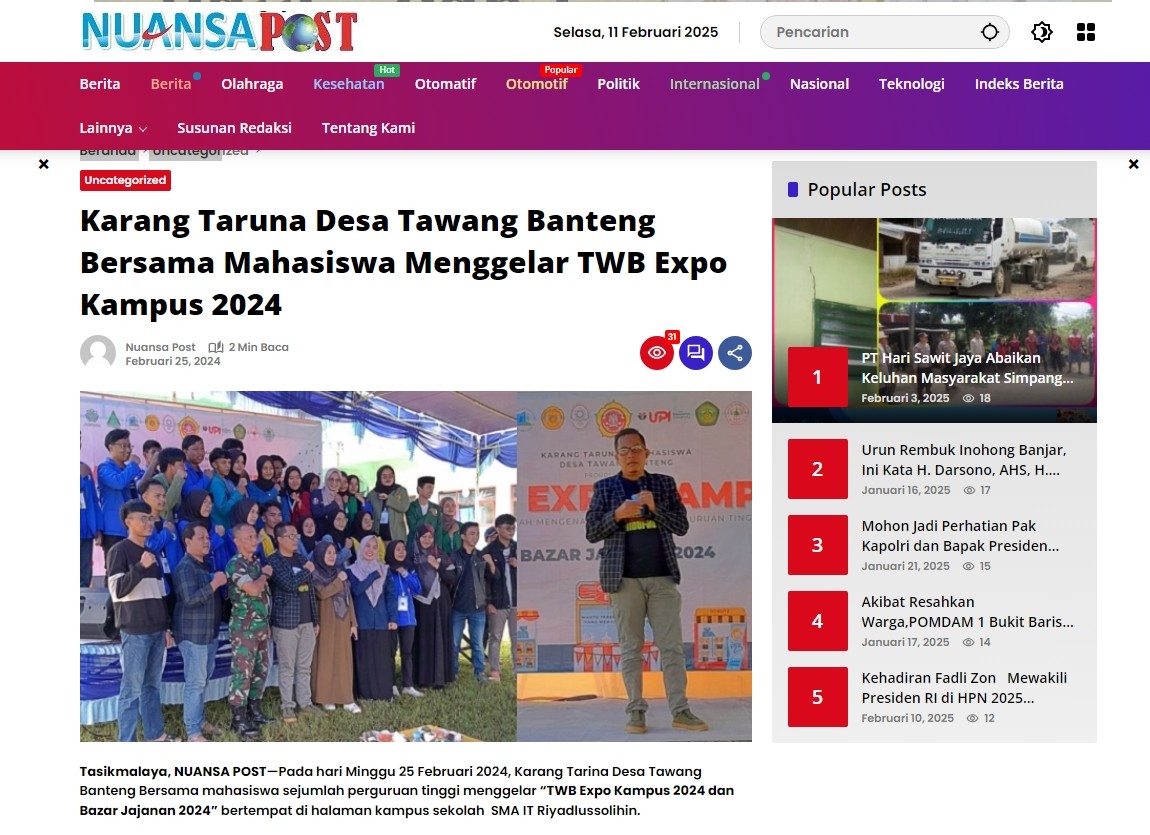 NUANSA POST
Selasa, 11 Februari 2025
Pencarian
Berita
Berita
Olahraga
Kesehatan
Hot
Otomatif
Otomotif
Popular
Politik
Internasional
Nasional
Teknologi
Indeks Berita
Lainnya
Susunan Redaksi
Tentang Kami
Beranda
Uncategorized
Uncategorized
Karang Taruna Desa Tawang Banteng
Bersama Mahasiswa Menggelar TWB Expo
Kampus 2024
Nuansa Post
2 Min Baca
Februari 25, 2024
31
UPI
UPI
KARANG TARUNA
DESA TAWANG BANTENG
BAZAR JA
2024
Tasikmalaya, NUANSA POST—Pada hari Minggu 25 Februari 2024, Karang Tarina Desa Tawang
Banteng Bersama mahasiswa sejumlah perguruan tinggi menggelar “TWB Expo Kampus 2024 dan
Bazar Jajanan 2024” bertempat di halaman kampus sekolah SMA IT Riyadlussolihin.
Popular Posts
1
PT Hari Sawit Jaya Abaikan
Keluhan Masyarakat Simpang...
Februari 3, 2025 18
2
Urun Rembuk Inohong Banjar,
Ini Kata H. Darsono, AHS, H....
Januari 16, 2025 17
3
Mohon Jadi Perhatian Pak
Kapolri dan Bapak Presiden...
Januari 21, 2025 15
4
Akibat Resahkan
Warga,POMDAM 1 Bukit Baris...
Januari 17, 2025 14
5
Kehadiran Fadli Zon Mewakili
Presiden RI di HPN 2025...
Februari 10, 2025 12